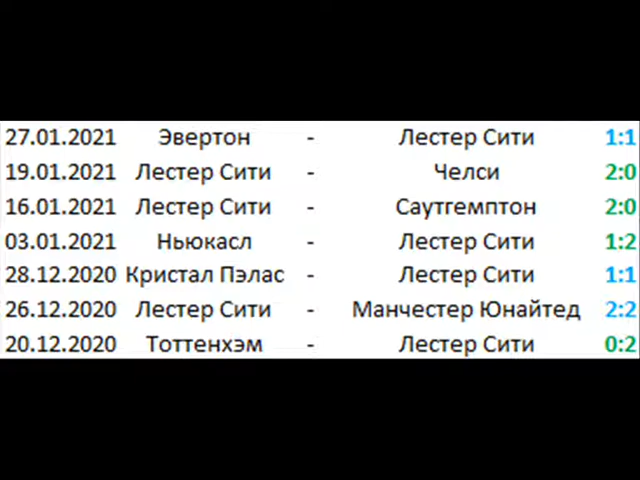 27.01.2021 Эвертон - Лестер Сити 1:1
19.01.2021 Лестер Сити - Челси 2:0
16.01.2021 Лестер Сити - Саутгемптон 2:0
03.01.2021 Ньюкасл - Лестер Сити 1:2
28.12.2020 Кристал Пэлас - Лестер Сити 1:1
26.12.2020 Лестер Сити - Манчестер Юнайтед 2:2
20.12.2020 Тоттенхэм - Лестер Сити 0:2